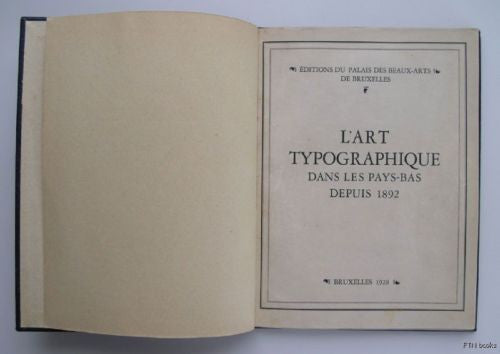 ÉDITIONS DU PALAIS DES BEAUX-ARTS
DE BRUXELLES
L'ART
TYPOGRAPHIQUE
DANS LES PAYS-BAS
DEPUIS 1892
BRUXELLES 1929
FTN books